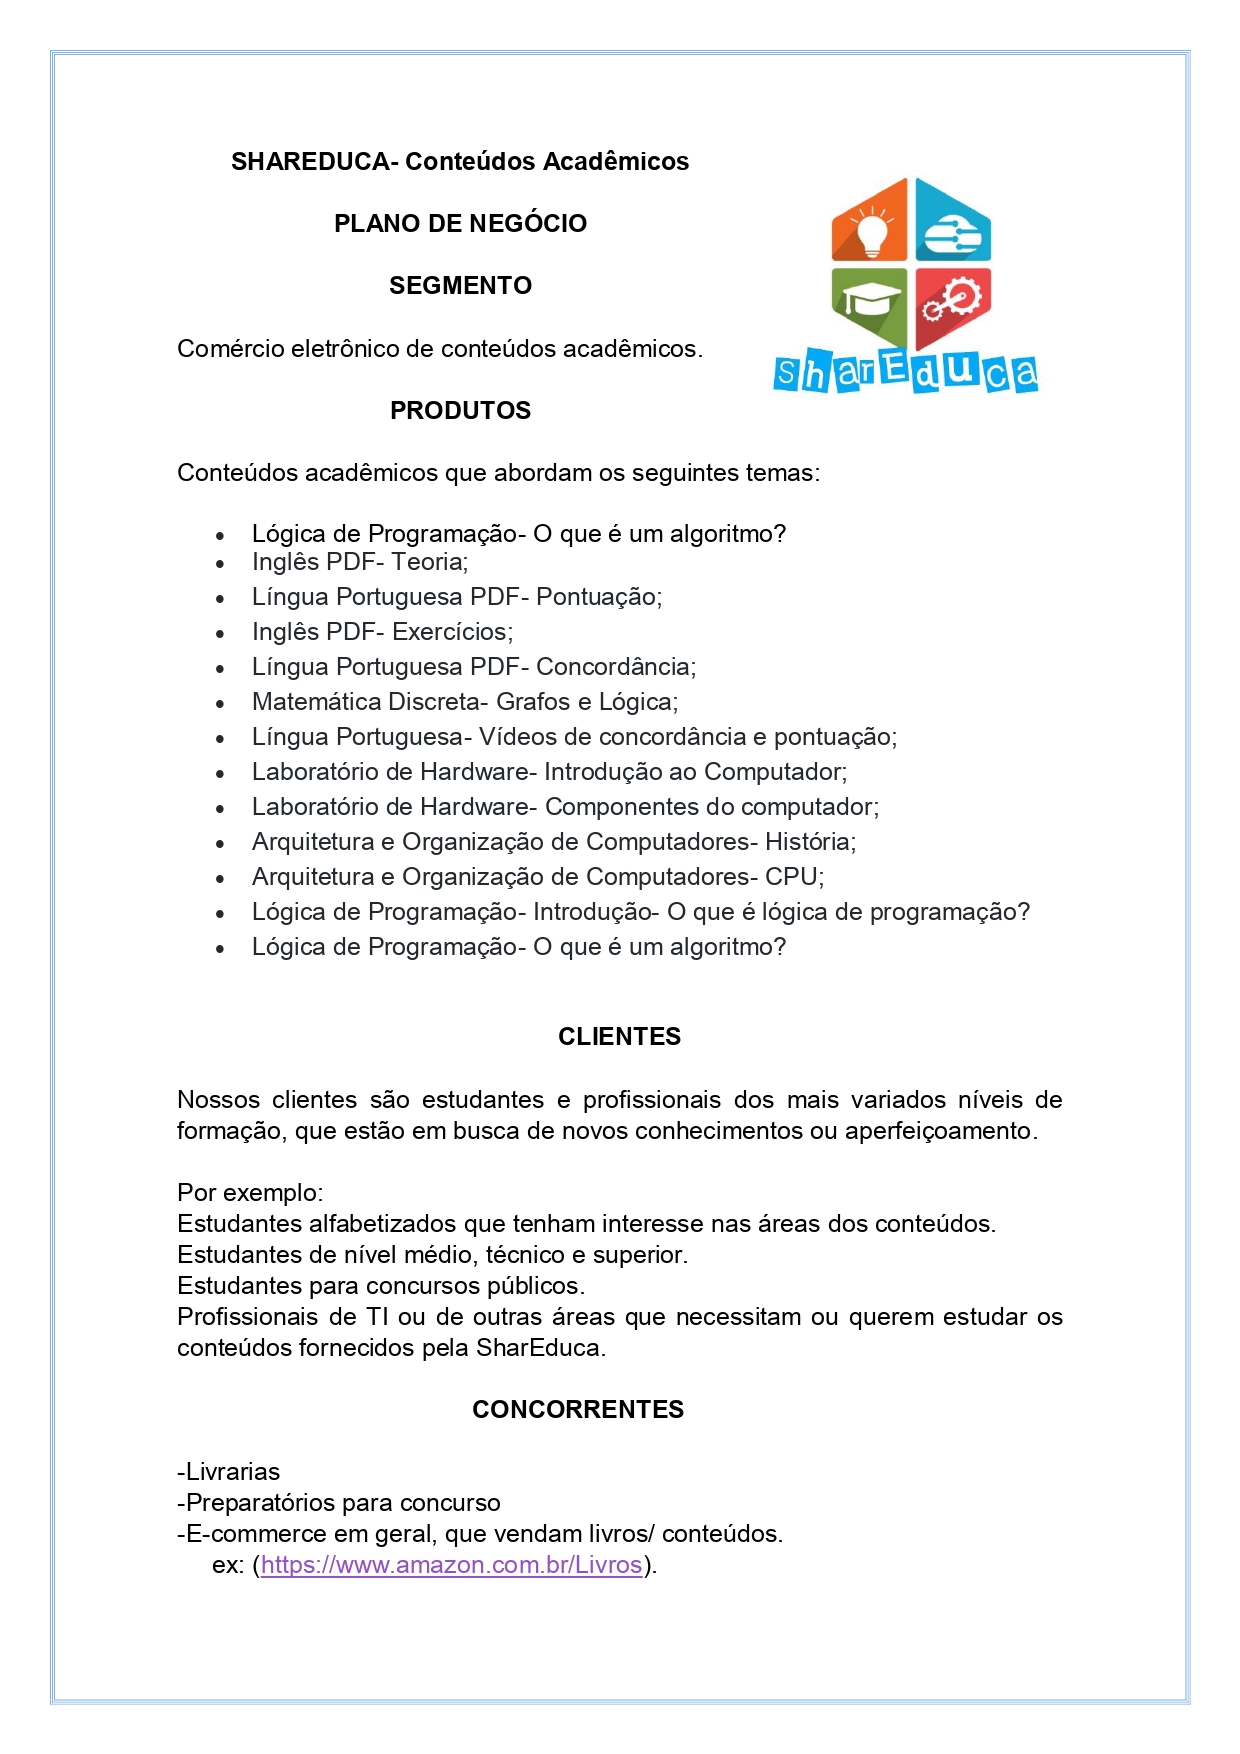 SHAREDUCA- Conteúdos Acadêmicos
PLANO DE NEGÓCIO
SEGMENTO
Comércio eletrônico de conteúdos acadêmicos.
SharEduca
PRODUTOS
Conteúdos acadêmicos que abordam os seguintes temas:
• Lógica de Programação- O que é um algoritmo?
• Inglês PDF- Teoria;
• Língua Portuguesa PDF- Pontuação;
• Inglês PDF- Exercícios;
• Língua Portuguesa PDF- Concordância;
• Matemática Discreta- Grafos e Lógica;
• Língua Portuguesa- Vídeos de concordância e pontuação;
• Laboratório de Hardware- Introdução ao Computador;
• Laboratório de Hardware- Componentes do computador;
• Arquitetura e Organização de Computadores- História;
• Arquitetura e Organização de Computadores- CPU;
• Lógica de Programação- Introdução- O que é lógica de programação?
• Lógica de Programação- O que é um algoritmo?
CLIENTES
Nossos clientes são estudantes e profissionais dos mais variados níveis de
formação, que estão em busca de novos conhecimentos ou aperfeiçoamento.
Por exemplo:
Estudantes alfabetizados que tenham interesse nas áreas dos conteúdos.
Estudantes de nível médio, técnico e superior.
Estudantes para concursos públicos.
Profissionais de TI ou de outras áreas que necessitam ou querem estudar os
conteúdos fornecidos pela SharEduca.
CONCORRENTES
-Livrarias
-Preparatórios para concurso
-E-commerce em geral, que vendam livros/ conteúdos.
ex: (https://www.amazon.com.br/Livros).